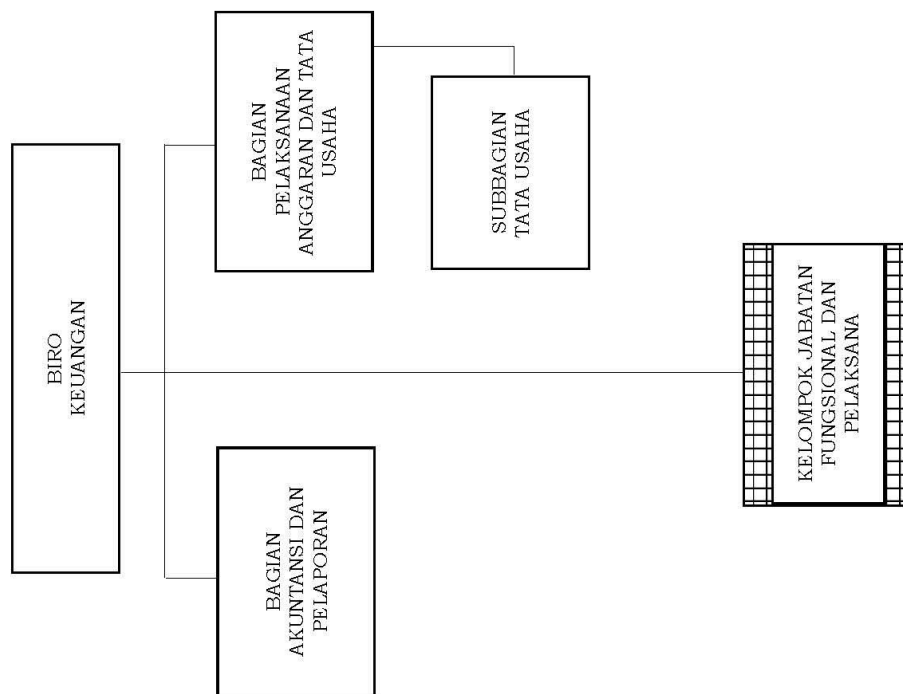 BIRO
KEUANGAN
BAGIAN
AKUNTANSI DAN
PELAPORAN
BAGIAN
PELAKSANAAN
ANGGARAN DAN TATA
USAHA
SUBBAGIAN
TATA USAHA
KELOMPOK JABATAN
FUNGSIONAL DAN
PELAKSANA